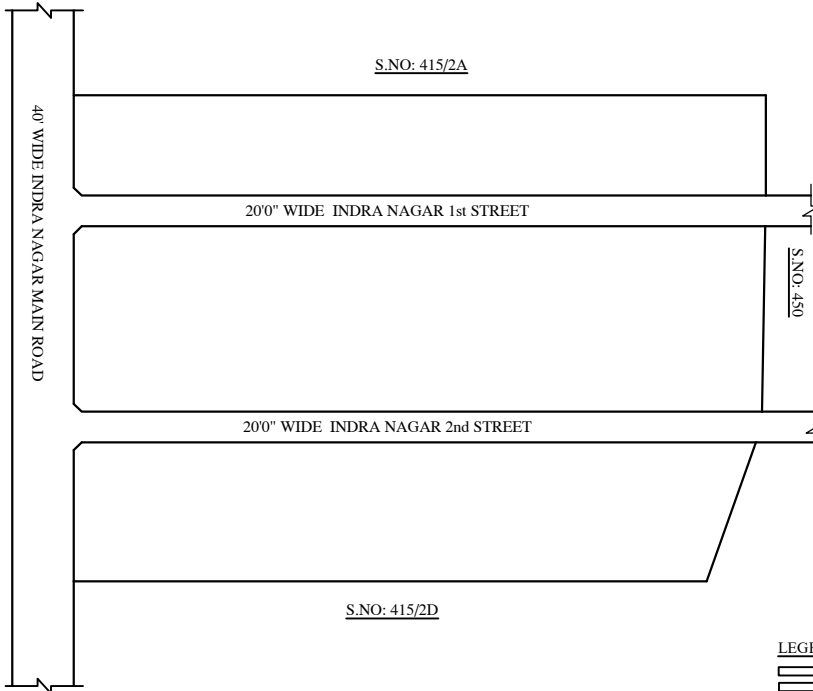 S.NO: 415/2A
40' WIDE INDRA NAGAR MAIN ROAD
20'0" WIDE INDRA NAGAR 1st STREET
S.NO: 450
20'0" WIDE INDRA NAGAR 2nd STREET
S.NO: 415/2D